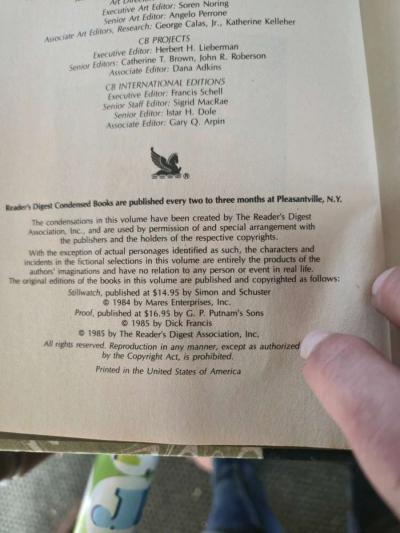 Art Director:
Executive Art Editor: Soren Noring
Senior Art Editor: Angelo Perrone
Associate Art Editors, Research: George Calas, Jr., Katherine Kelleher
CB PROJECTS
Executive Editor: Herbert H. Lieberman
Senior Editors: Catherine T. Brown, John R. Roberson
Associate Editor: Dana Adkins
CB INTERNATIONAL EDITIONS
Executive Editor: Francis Schell
Senior Staff Editor: Sigrid MacRae
Senior Editor: Istar H. Dole
Associate Editor: Gary Q. Arpin
®
Reader's Digest Condensed Books are published every two to three months at Pleasantville, N.Y.
The condensations in this volume have been created by The Reader's Digest
Association, Inc., and are used by permission of and special arrangement with
the publishers and the holders of the respective copyrights.
With the exception of actual personages identified as such, the characters and
incidents in the fictional selections in this volume are entirely the products of the
authors' imaginations and have no relation to any person or event in real life.
The original editions of the books in this volume are published and copyrighted as follows:
Stillwatch, published at $14.95 by Simon and Schuster
© 1984 by Mares Enterprises, Inc.
Proof, published at $16.95 by G. P. Putnam's Sons
© 1985 by Dick Francis
© 1985 by The Reader's Digest Association, Inc.
All rights reserved. Reproduction in any manner, except as authorized
by the Copyright Act, is prohibited.
Printed in the United States of America